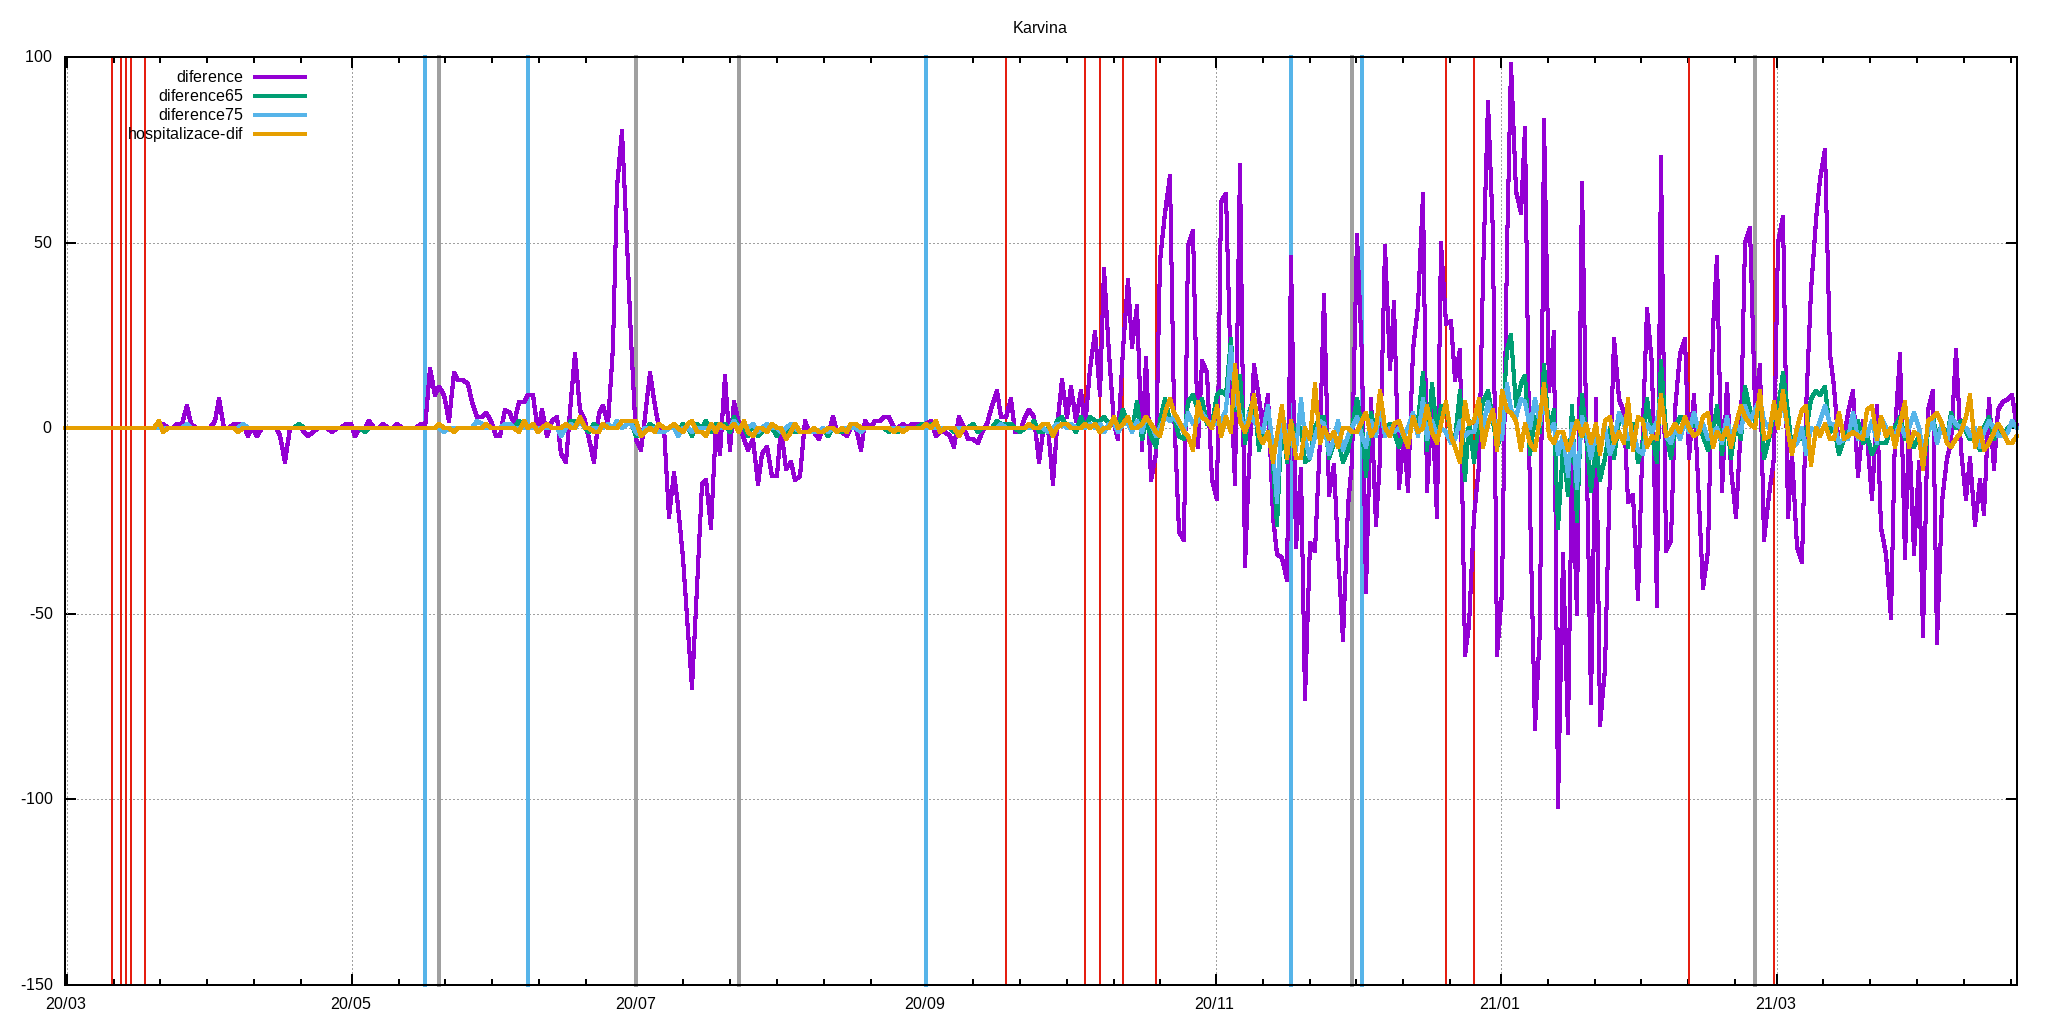 Karvina
100
diference
diference65
diference75
hospitalizace-dif
50
0
-50
-100
-150
20/03 20/05 20/07 20/09 20/11 21/01 21/03